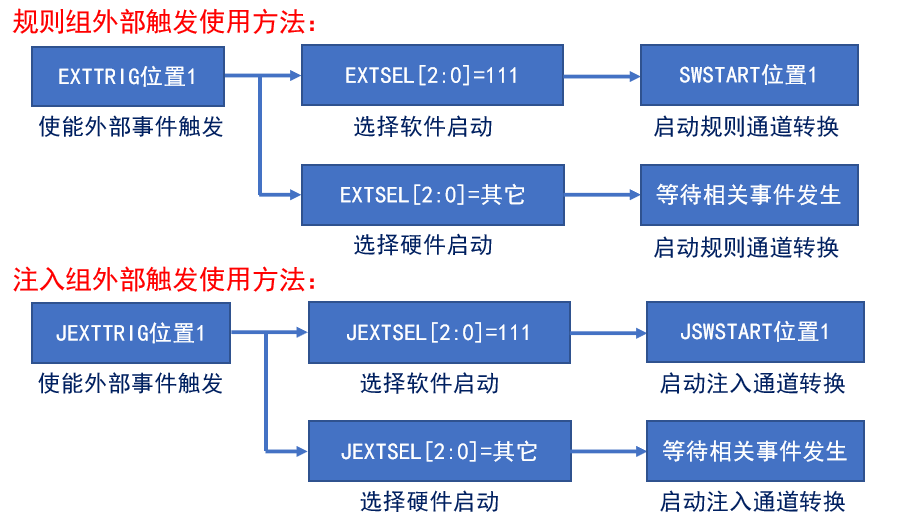 规则组外部触发使用方法：
EXTTRIG位置1
EXTSEL[2:0]=111
SWSTART位置1
使能外部事件触发
选择软件启动
启动规则通道转换
EXTSEL[2:0]=其它
等待相关事件发生
选择硬件启动
启动规则通道转换
注入组外部触发使用方法：
JEXTTRIG位置1
JEXTSEL[2:0]=111
JSWSTART位置1
使能外部事件触发
选择软件启动
启动注入通道转换
JEXTSEL[2:0]=其它
等待相关事件发生
选择硬件启动
启动注入通道转换